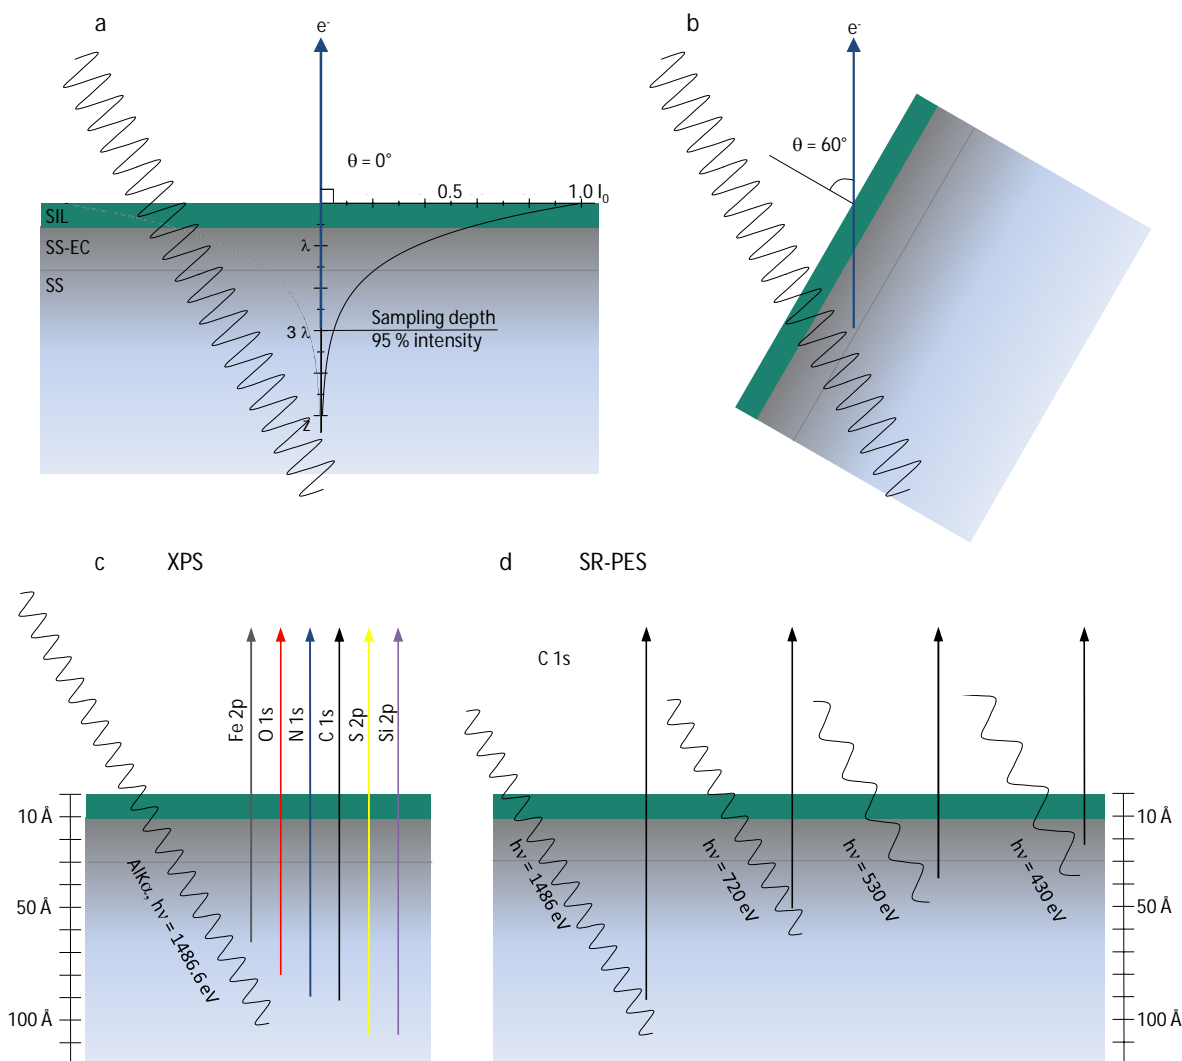 a
e-
θ = 0°
0.5
1.0 I₀
SIL
SS-EC
SS
λ
3 λ
Sampling depth
95 % intensity
z
b
e-
θ = 60°
c XPS
Fe 2p
O 1s
N 1s
C 1s
S 2p
Si 2p
10 Å
50 Å
100 Å
AlKα, hν = 1486.6 eV
d SR-PES
C 1s
hν = 1486 eV
hν = 720 eV
hν = 530 eV
hν = 430 eV
10 Å
50 Å
100 Å